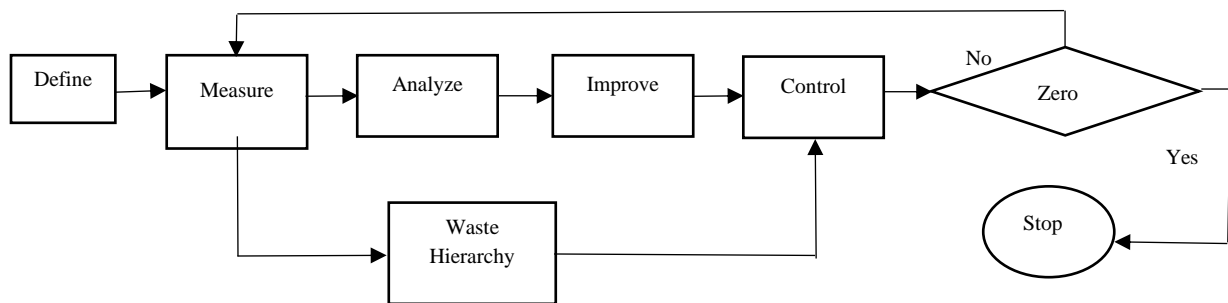 No
Define
Measure
Analyze
Improve
Control
Zero
Yes
Waste
Hierarchy
Stop